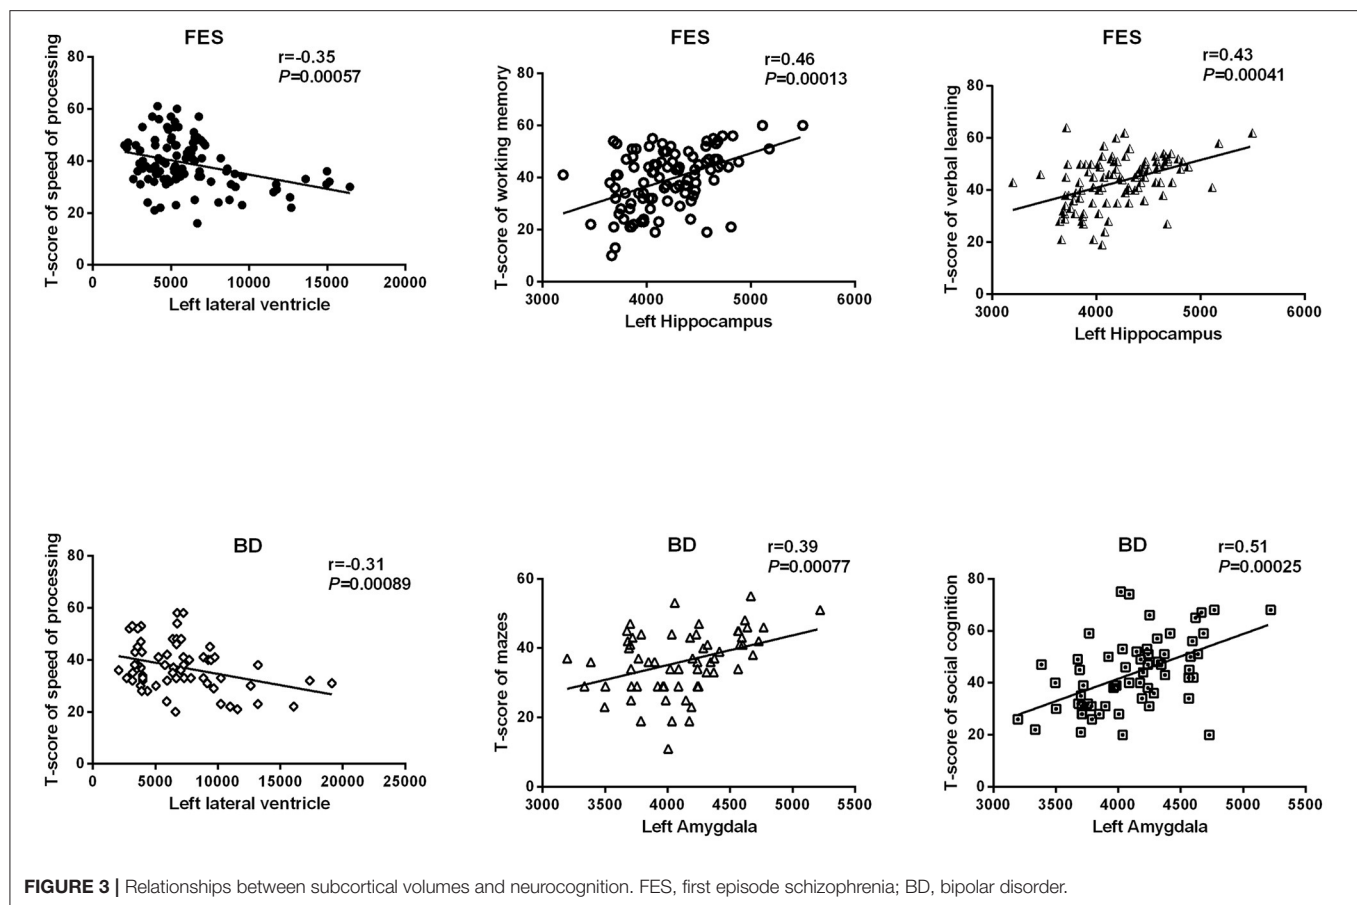 FES
r=-0.35
P=0.00057
T-score of speed of processing
80
60
40
20
0
0 5000 10000 15000 20000
Left lateral ventricle
FES
r=0.46
P=0.00013
T-score of working memory
80
60
40
20
0
3000 4000 5000 6000
Left Hippocampus
FES
r=0.43
P=0.00041
T-score of verbal learning
80
60
40
20
0
3000 4000 5000 6000
Left Hippocampus
BD
r=-0.31
P=0.00089
T-score of speed of processing
80
60
40
20
0
0 5000 10000 15000 20000 25000
Left lateral ventricle
BD
r=0.39
P=0.00077
T-score of mazes
60
40
20
0
3000 3500 4000 4500 5000 5500
Left Amygdala
BD
r=0.51
P=0.00025
T-score of social cognition
80
60
40
20
0
3000 3500 4000 4500 5000 5500
Left Amygdala
FIGURE 3 | Relationships between subcortical volumes and neurocognition. FES, first episode schizophrenia; BD, bipolar disorder.